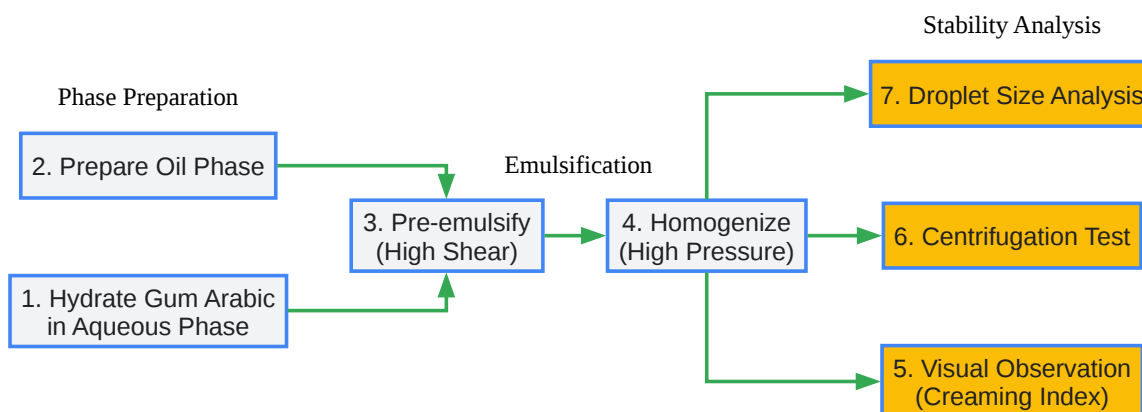 Stability Analysis
7. Droplet Size Analysis
Phase Preparation
2. Prepare Oil Phase
Emulsification
3. Pre-emulsify
(High Shear)
4. Homogenize
(High Pressure)
6. Centrifugation Test
1. Hydrate Gum Arabic
in Aqueous Phase
5. Visual Observation
(Creaming Index)